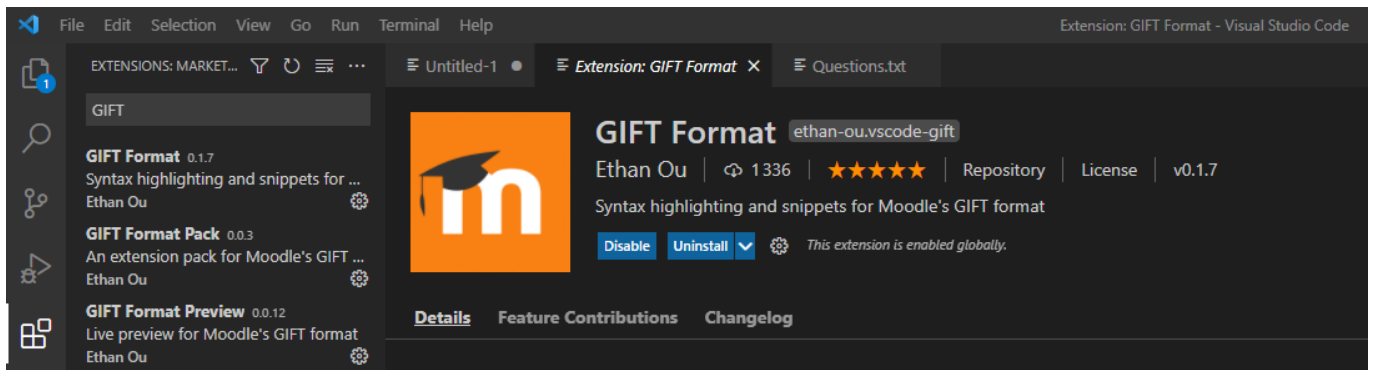 File Edit Selection View Go Run Terminal Help
Extension: GIFT Format - Visual Studio Code
1
EXTENSIONS: MARKET...
GIFT
GIFT Format 0.1.7
Syntax highlighting and snippets for ...
Ethan Ou
GIFT Format Pack 0.0.3
An extension pack for Moodle's GIFT ...
Ethan Ou
GIFT Format Preview 0.0.12
Live preview for Moodle's GIFT format
Ethan Ou
Untitled-1
Extension: GIFT Format
Questions.txt
m
GIFT Format ethan-ou.vscode-gift
Ethan Ou 1336 Repository License v0.1.7
Syntax highlighting and snippets for Moodle's GIFT format
Disable Uninstall This extension is enabled globally.
Details Feature Contributions Changelog